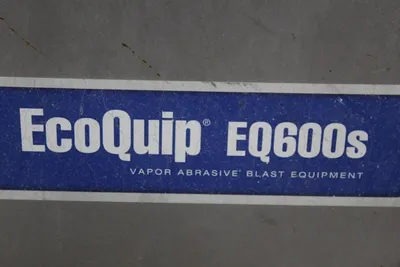 EcoQuip® EQ600s
VAPOR ABRASIVE® BLAST EQUIPMENT